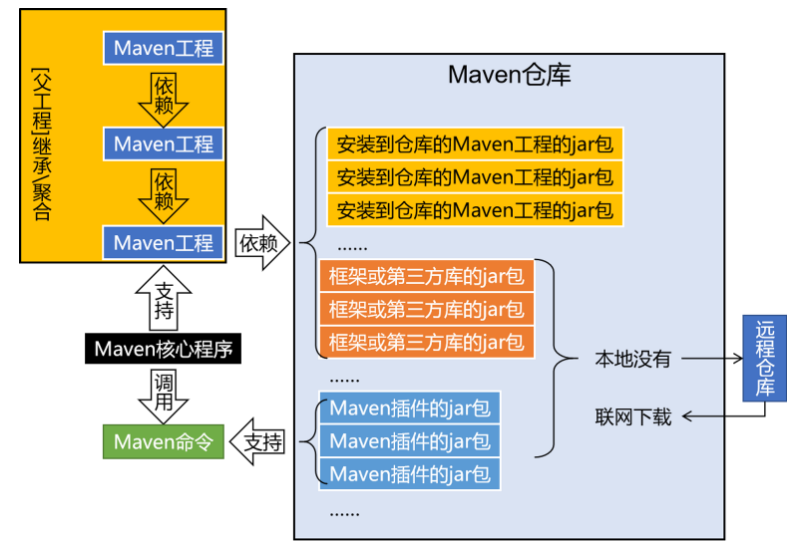 [父工程]继承\聚合
Maven工程
依赖
Maven工程
依赖
Maven工程
支持
Maven核心程序
调用
Maven命令
依赖
支持
Maven仓库
安装到仓库的Maven工程的jar包
安装到仓库的Maven工程的jar包
安装到仓库的Maven工程的jar包
......
框架或第三方库的jar包
框架或第三方库的jar包
框架或第三方库的jar包
......
Maven插件的jar包
Maven插件的jar包
Maven插件的jar包
......
本地没有
联网下载
远程仓库